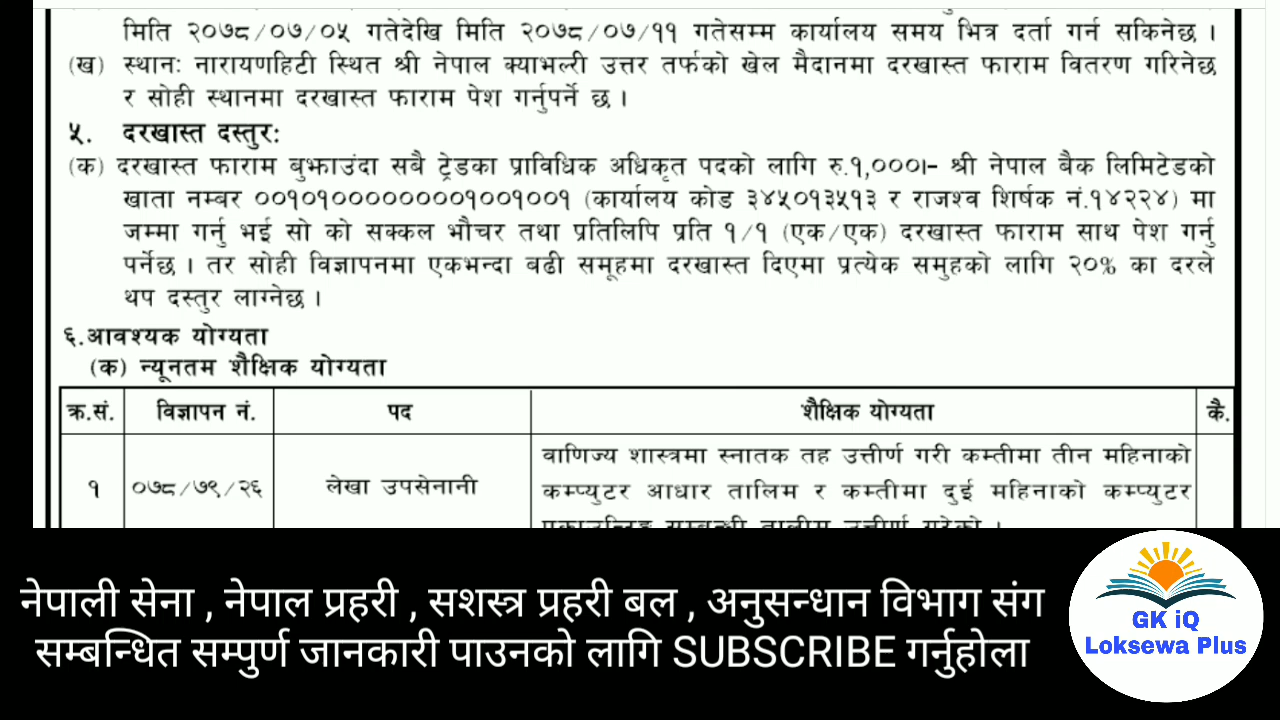 मिति २०७८/०७/०५ गतेदेखि मिति २०७८/०७/११ गतेसम्म कार्यालय समय भित्र दर्ता गर्न सकिनेछ ।
(ख) स्थानः नारायणहिटी स्थित श्री नेपाल क्याभल्री उत्तर तर्फको खेल मैदानमा दरखास्त फाराम वितरण गरिनेछ
र सोही स्थानमा दरखास्त फाराम पेश गर्नुपर्ने छ ।
५. दरखास्त दस्तुरः
(क) दरखास्त फाराम बुझाउंदा सबै ट्रेडका प्राविधिक अधिकृत पदको लागि रु.१,०००।– श्री नेपाल बैक लिमिटेडको
खाता नम्बर ००१०१००००००००१००१००१ (कार्यालय कोड ३४५०१३५१३ र राजश्व शिर्षक नं.१४२२४) मा
जम्मा गर्नु भई सो को सक्कल भौचर तथा प्रतिलिपि प्रति १/१ (एक/एक) दरखास्त फाराम साथ पेश गर्नु
पर्नेछ । तर सोही विज्ञापनमा एकभन्दा बढी समूहमा दरखास्त दिएमा प्रत्येक समुहको लागि २०% का दरले
थप दस्तुर लाग्नेछ ।
६.आवश्यक योग्यता
(क) न्यूनतम शैक्षिक योग्यता
क्र.सं. विज्ञापन नं. पद शैक्षिक योग्यता कै.
१ ०७८/७९/२६ लेखा उपसेनानी वाणिज्य शास्त्रमा स्नातक तह उत्तीर्ण गरी कम्तीमा तीन महिनाको
कम्प्युटर आधार तालिम र कम्तीमा दुई महिनाको कम्प्युटर
नेपाली सेना , नेपाल प्रहरी , सशस्त्र प्रहरी बल , अनुसन्धान विभाग संग
सम्बन्धित सम्पुर्ण जानकारी पाउनको लागि SUBSCRIBE गर्नुहोला
GK iQ
Loksewa Plus